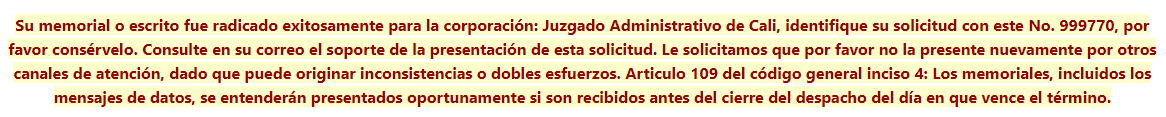 Su memorial o escrito fue radicado exitosamente para la corporación: Juzgado Administrativo de Cali, identifique su solicitud con este No. 999770, por
favor consérvelo. Consulte en su correo el soporte de la presentación de esta solicitud. Le solicitamos que por favor no la presente nuevamente por otros
canales de atención, dado que puede originar inconsistencias o dobles esfuerzos. Articulo 109 del código general inciso 4: Los memoriales, incluidos los
mensajes de datos, se entenderán presentados oportunamente si son recibidos antes del cierre del despacho del día en que vence el término.